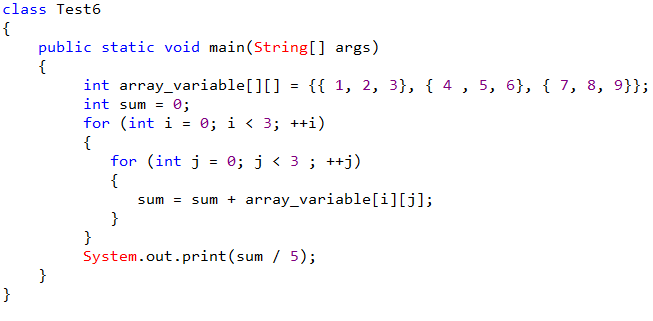 class Test6
{
public static void main(String[] args)
{
int array_variable[][] = {{ 1, 2, 3}, { 4 , 5, 6}, { 7, 8, 9}};
int sum = 0;
for (int i = 0; i < 3; ++i)
{
for (int j = 0; j < 3 ; ++j)
{
sum = sum + array_variable[i][j];
}
}
System.out.print(sum / 5);
}
}